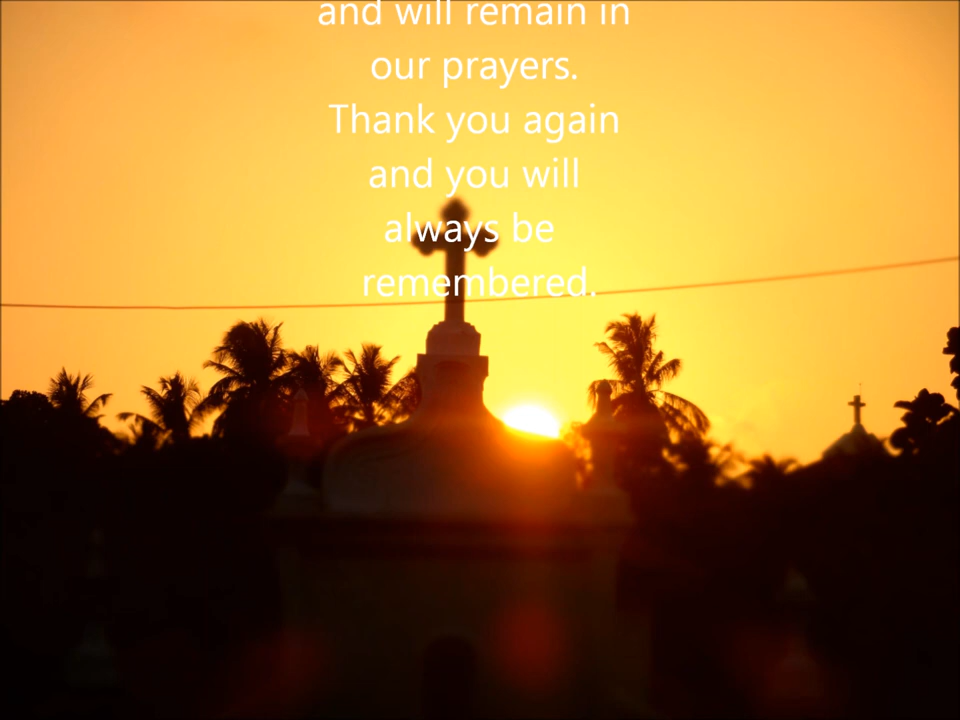 and will remain in
our prayers.
Thank you again
and you will
always be
remembered.